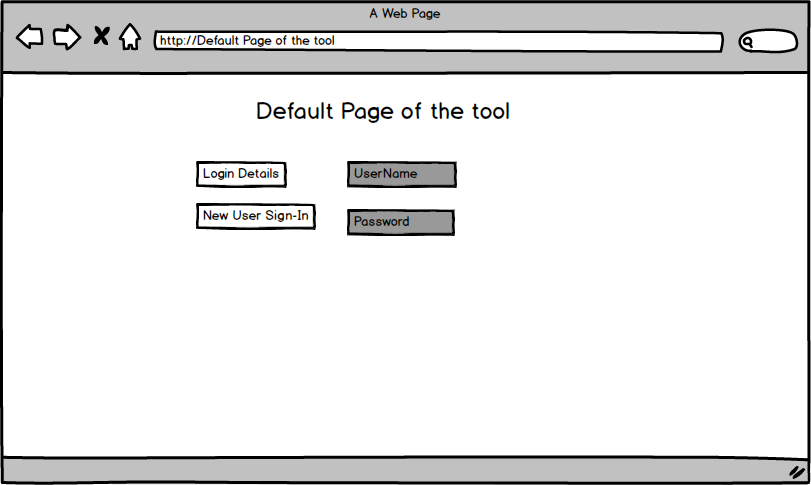 A Web Page
http://Default Page of the tool
Default Page of the tool
Login Details
UserName
New User Sign-In
Password